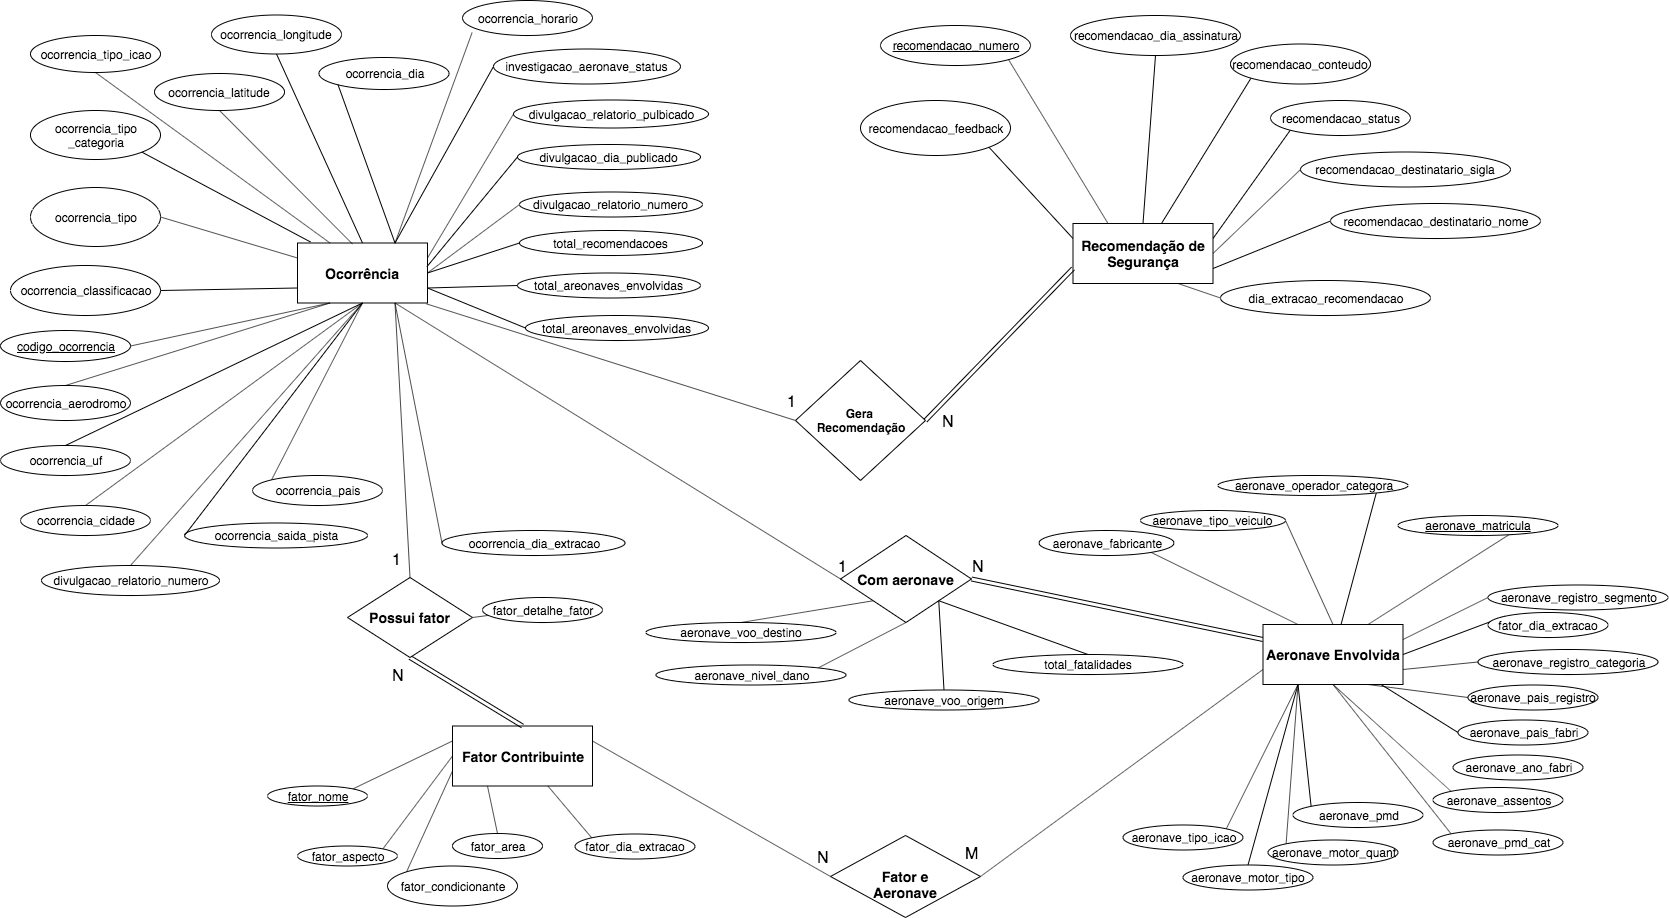 ocorrencia_horario
ocorrencia_longitude
ocorrencia_tipo_icao
investigacao_aeronave_status
ocorrencia_dia
ocorrencia_latitude
divulgacao_relatorio_pulbicado
ocorrencia_tipo
_categoria
divulgacao_dia_publicado
divulgacao_relatorio_numero
ocorrencia_tipo
total_recomendacoes
Ocorrência
total_areonaves_envolvidas
ocorrencia_classificacao
total_areonaves_envolvidas
codigo_ocorrencia
ocorrencia_aerodromo
ocorrencia_uf
ocorrencia_pais
ocorrencia_cidade
ocorrencia_saida_pista
ocorrencia_dia_extracao
divulgacao_relatorio_numero
recomendacao_numero
recomendacao_dia_assinatura
recomendacao_conteudo
recomendacao_status
recomendacao_feedback
recomendacao_destinatario_sigla
recomendacao_destinatario_nome
Recomendação de
Segurança
dia_extracao_recomendacao
1
Gera
Recomendação
N
1
Possui fator
fator_detalhe_fator
N
1
Com aeronave
N
aeronave_voo_destino
aeronave_nivel_dano
total_fatalidades
aeronave_voo_origem
aeronave_operador_categora
aeronave_tipo_veiculo
aeronave_matricula
aeronave_fabricante
aeronave_registro_segmento
fator_dia_extracao
Aeronave Envolvida
aeronave_registro_categoria
aeronave_pais_registro
aeronave_pais_fabri
aeronave_ano_fabri
aeronave_assentos
aeronave_pmd
aeronave_tipo_icao
aeronave_pmd_cat
aeronave_motor_quant
aeronave_motor_tipo
Fator Contribuinte
fator_nome
fator_area
fator_dia_extracao
fator_aspecto
fator_condicionante
N
M
Fator e
Aeronave